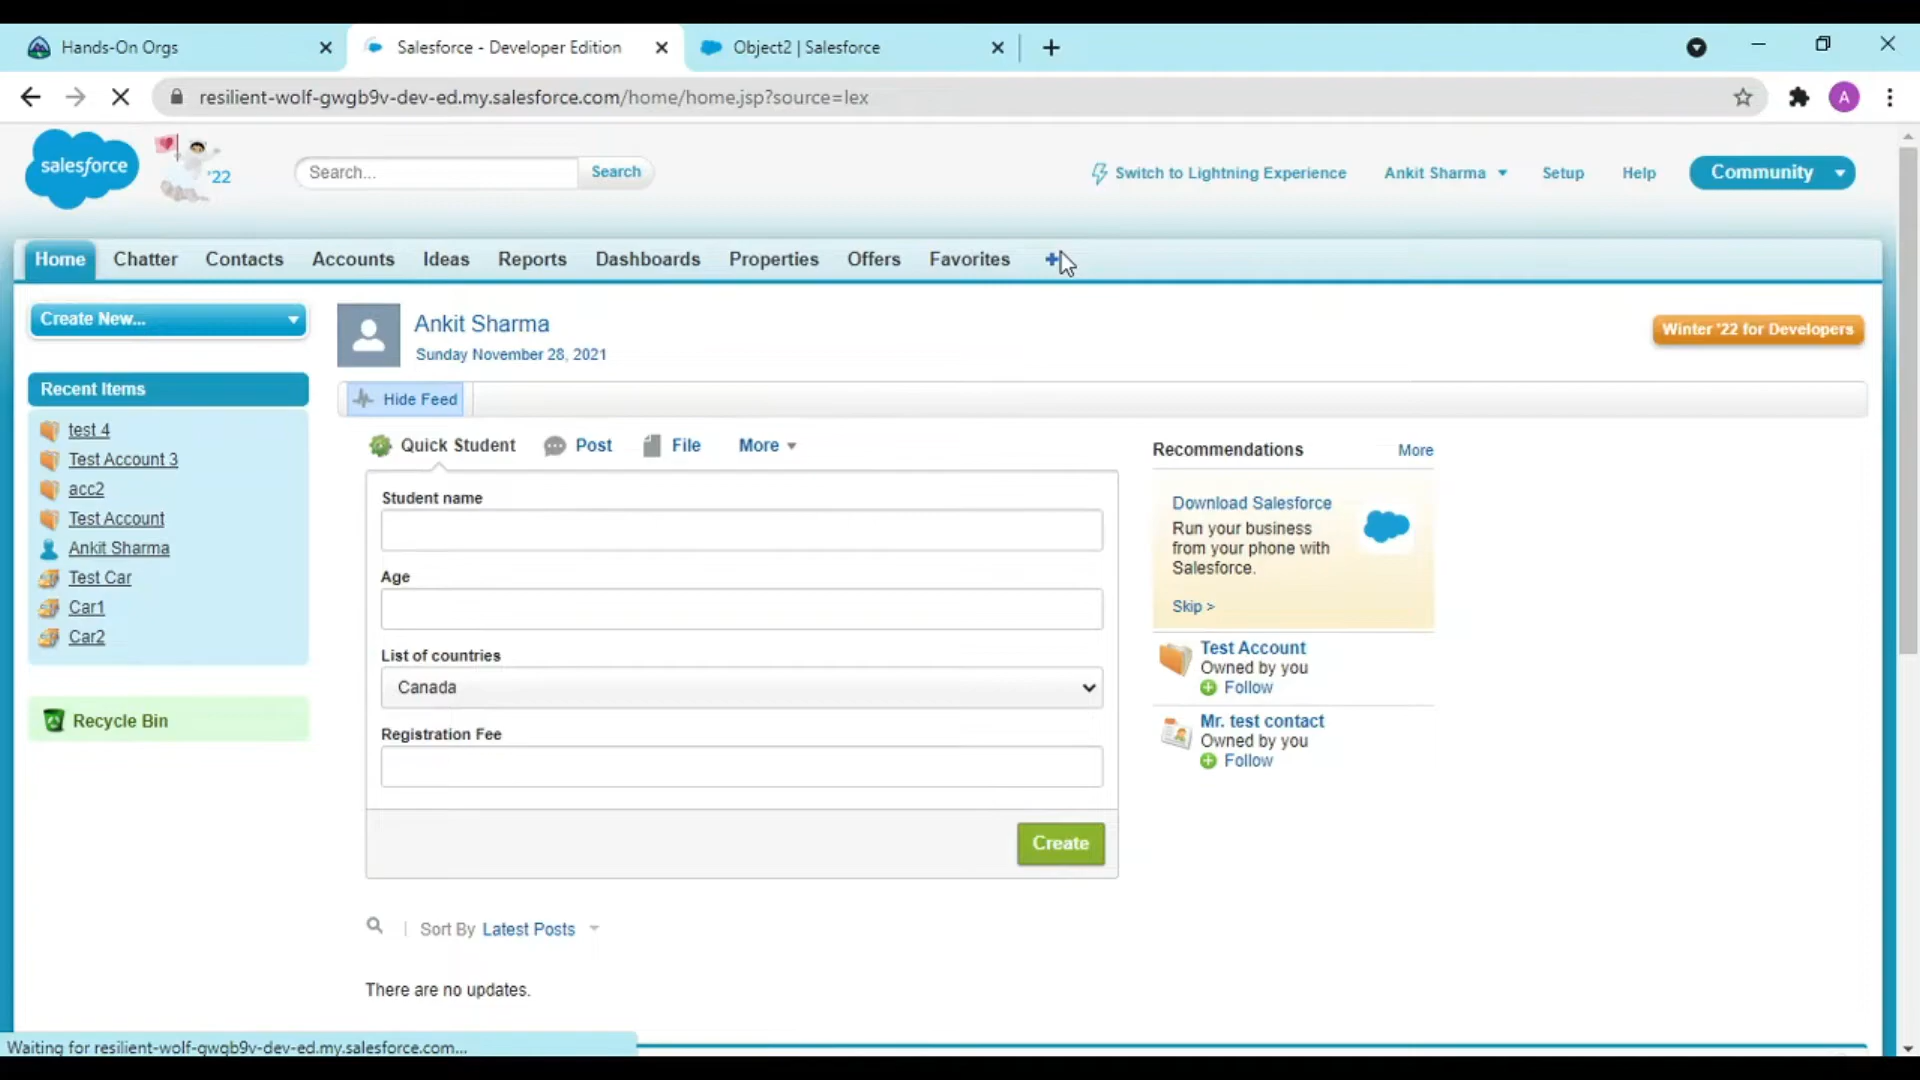 Hands-On Orgs
Salesforce - Developer Edition
Object2 | Salesforce
resilient-wolf-gwgb9v-dev-ed.my.salesforce.com/home/home.jsp?source=lex
A
salesforce
'22
Search...
Search
Switch to Lightning Experience
Ankit Sharma
Setup
Help
Community
Home
Chatter
Contacts
Accounts
Ideas
Reports
Dashboards
Properties
Offers
Favorites
+
Create New...
Ankit Sharma
Sunday November 28, 2021
Winter '22 for Developers
Recent Items
test 4
Test Account 3
acc2
Test Account
Ankit Sharma
Test Car
Car1
Car2
Recycle Bin
Hide Feed
Quick Student
Post
File
More
Student name
Age
List of countries
Canada
Registration Fee
Create
Sort By Latest Posts
There are no updates.
Recommendations
More
Download Salesforce
Run your business
from your phone with
Salesforce.
Skip >
Test Account
Owned by you
Follow
Mr. test contact
Owned by you
Follow
Waiting for resilient-wolf-gwgb9v-dev-ed.my.salesforce.com...